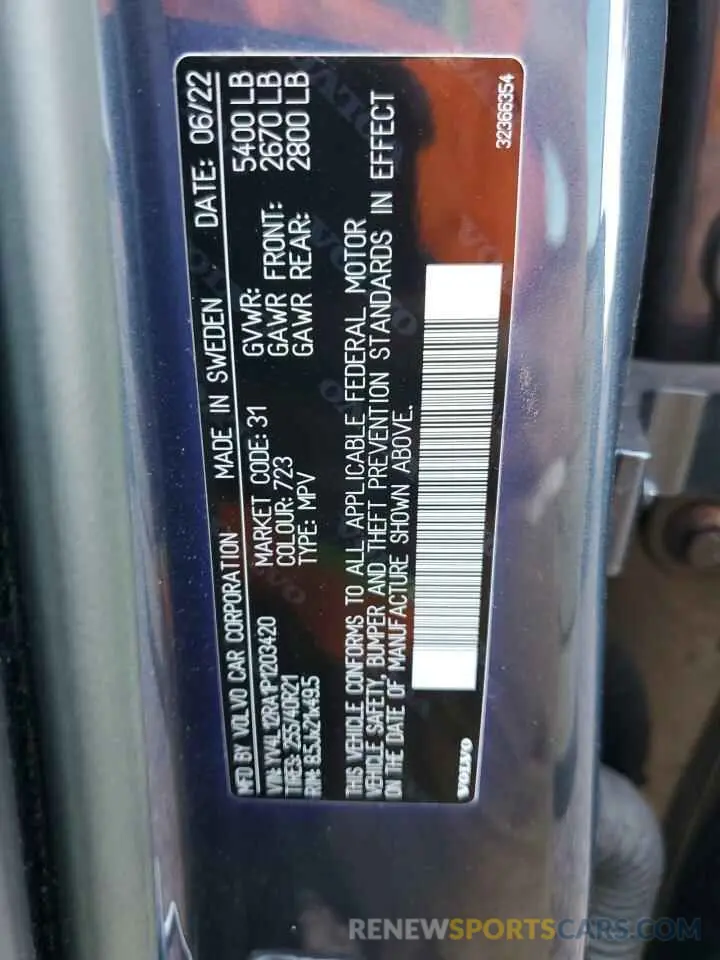 MFD BY VOLVO CAR CORPORATION MADE IN SWEDEN DATE: 06/22
VIN: YV4L12RA1P1203420 MARKET CODE: 31 GVWR: 5400 LB
TYRES: 255/40R21 COLOUR: 723 GAWR FRONT: 2670 LB
RIM: 8.5Jx21x49.5 TYPE: MPV GAWR REAR: 2800 LB
THIS VEHICLE CONFORMS TO ALL APPLICABLE FEDERAL MOTOR
VEHICLE SAFETY, BUMPER AND THEFT PREVENTION STANDARDS IN EFFECT
ON THE DATE OF MANUFACTURE SHOWN ABOVE.
VOLVO
32366354
RENEWSPORTSCARS.COM